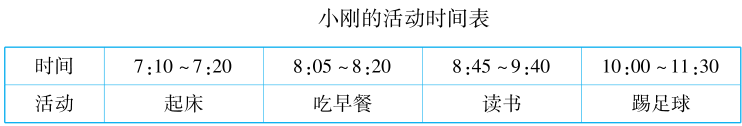 小刚的活动时间表
时间 7:10~7:20 8:05~8:20 8:45~9:40 10:00~11:30
活动 起床 吃早餐 读书 踢足球